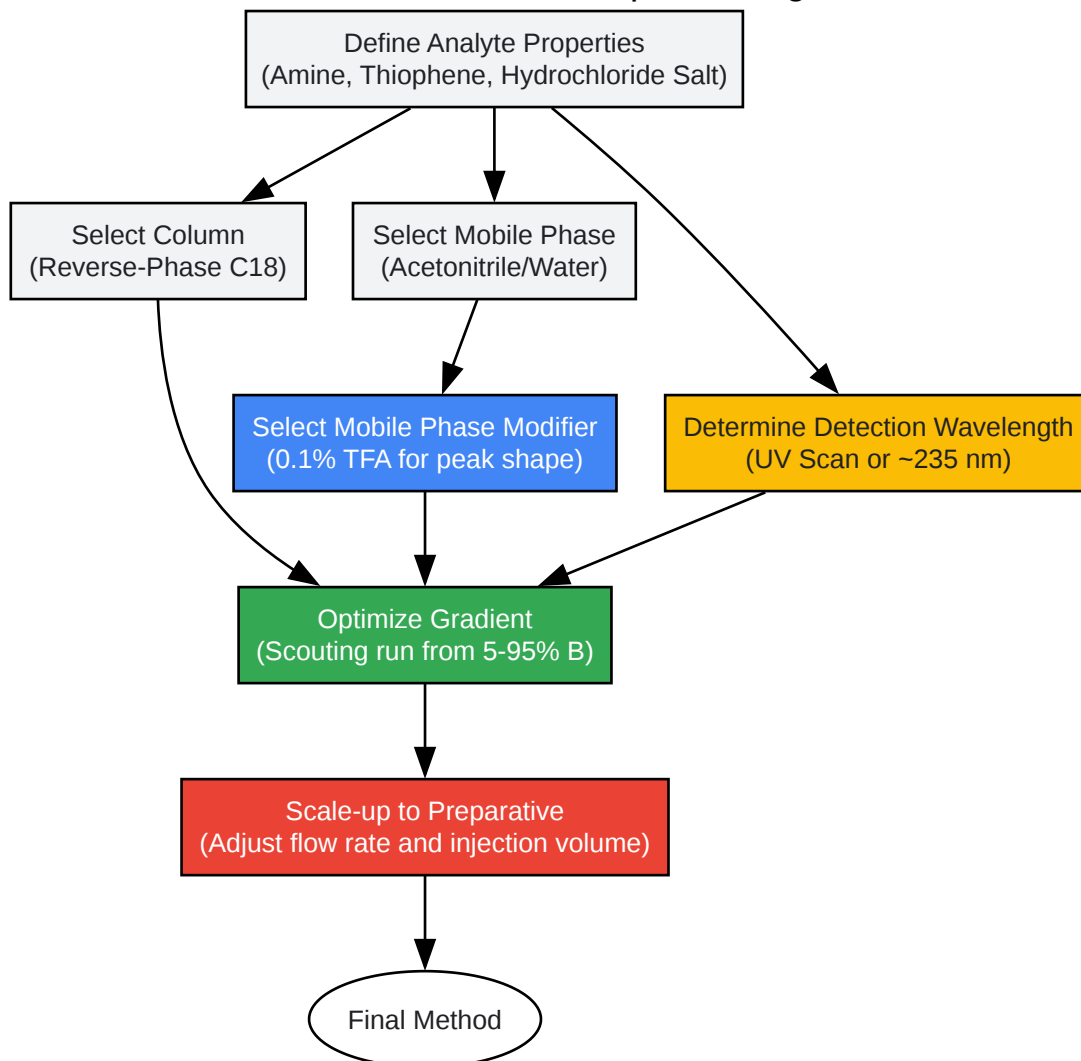 Define Analyte Properties
(Amine, Thiophene, Hydrochloride Salt)
Select Column
(Reverse-Phase C18)
Select Mobile Phase
(Acetonitrile/Water)
Select Mobile Phase Modifier
(0.1% TFA for peak shape)
Determine Detection Wavelength
(UV Scan or ~235 nm)
Optimize Gradient
(Scouting run from 5-95% B)
Scale-up to Preparative
(Adjust flow rate and injection volume)
Final Method